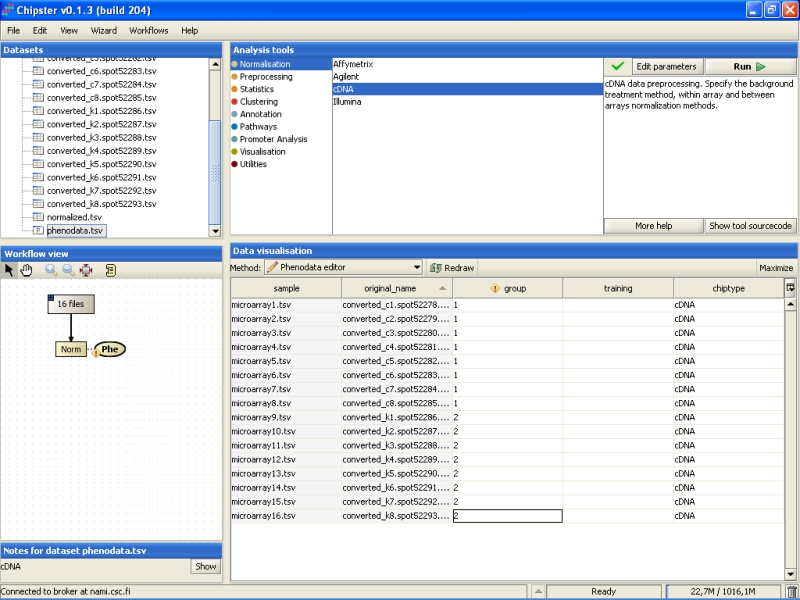 Chipster v0.1.3 (build 204)
File Edit View Wizard Workflows Help
Datasets
converted_c5.spot52282.tsv
converted_c6.spot52283.tsv
converted_c7.spot52284.tsv
converted_c8.spot52285.tsv
converted_k1.spot52286.tsv
converted_k2.spot52287.tsv
converted_k3.spot52288.tsv
converted_k4.spot52289.tsv
converted_k5.spot52290.tsv
converted_k6.spot52291.tsv
converted_k7.spot52292.tsv
converted_k8.spot52293.tsv
normalized.tsv
phenodata.tsv
Analysis tools
Normalisation
Preprocessing
Statistics
Clustering
Annotation
Pathways
Promoter Analysis
Visualisation
Utilities
Affymetrix
Agilent
cDNA
Illumina
Edit parameters Run
cDNA data preprocessing. Specify the background
treatment method, within array and between
arrays normalization methods.
More help Show tool sourcecode
Workflow view
16 files
Norm Phe
Notes for dataset phenodata.tsv
cDNA Show
Data visualisation
Method: Phenodata editor Redraw Maximize
sample original_name group training chiptype
microarray1.tsv converted_c1.spot52278.... 1 cDNA
microarray2.tsv converted_c2.spot52279.... 1 cDNA
microarray3.tsv converted_c3.spot52280.... 1 cDNA
microarray4.tsv converted_c4.spot52281.... 1 cDNA
microarray5.tsv converted_c5.spot52282.... 1 cDNA
microarray6.tsv converted_c6.spot52283.... 1 cDNA
microarray7.tsv converted_c7.spot52284.... 1 cDNA
microarray8.tsv converted_c8.spot52285.... 1 cDNA
microarray9.tsv converted_k1.spot52286.... 2 cDNA
microarray10.tsv converted_k2.spot52287.... 2 cDNA
microarray11.tsv converted_k3.spot52288.... 2 cDNA
microarray12.tsv converted_k4.spot52289.... 2 cDNA
microarray13.tsv converted_k5.spot52290.... 2 cDNA
microarray14.tsv converted_k6.spot52291.... 2 cDNA
microarray15.tsv converted_k7.spot52292.... 2 cDNA
microarray16.tsv converted_k8.spot52293.... 2 cDNA
Connected to broker at nami.csc.fi Ready 22,7M / 1016,1M